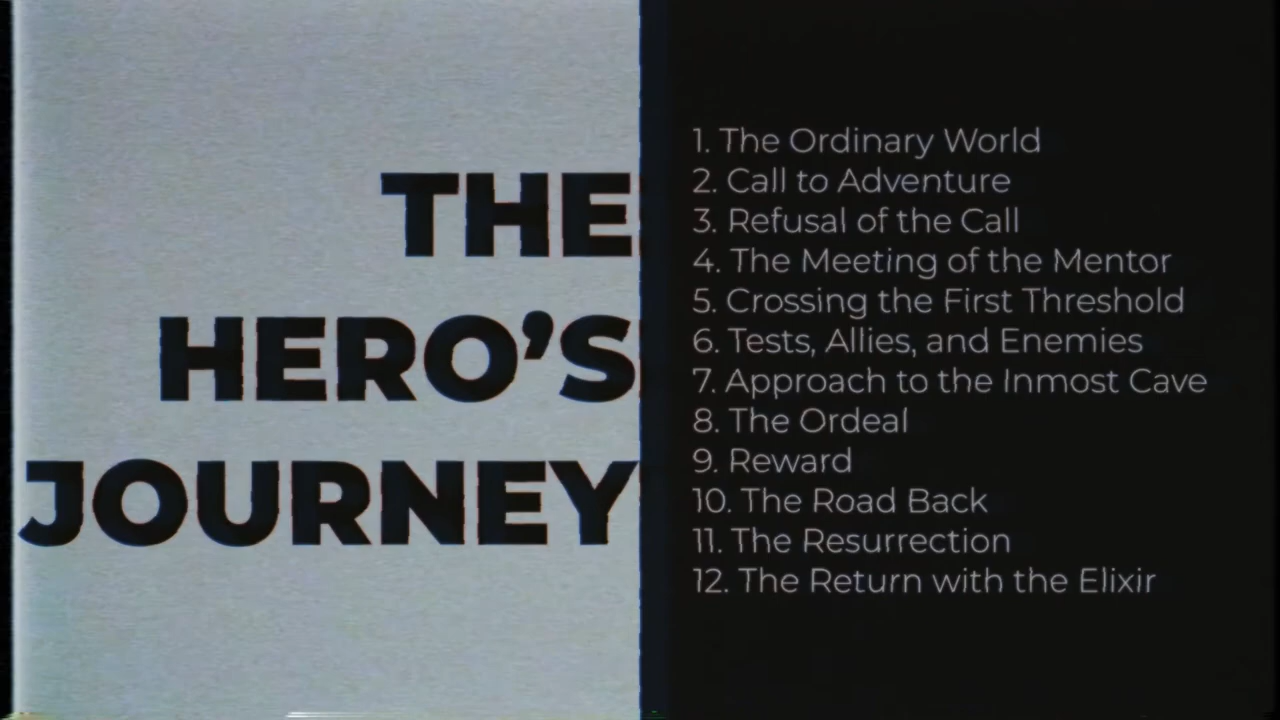 THE
HERO'S
JOURNEY
1. The Ordinary World
2. Call to Adventure
3. Refusal of the Call
4. The Meeting of the Mentor
5. Crossing the First Threshold
6. Tests, Allies, and Enemies
7. Approach to the Inmost Cave
8. The Ordeal
9. Reward
10. The Road Back
11. The Resurrection
12. The Return with the Elixir